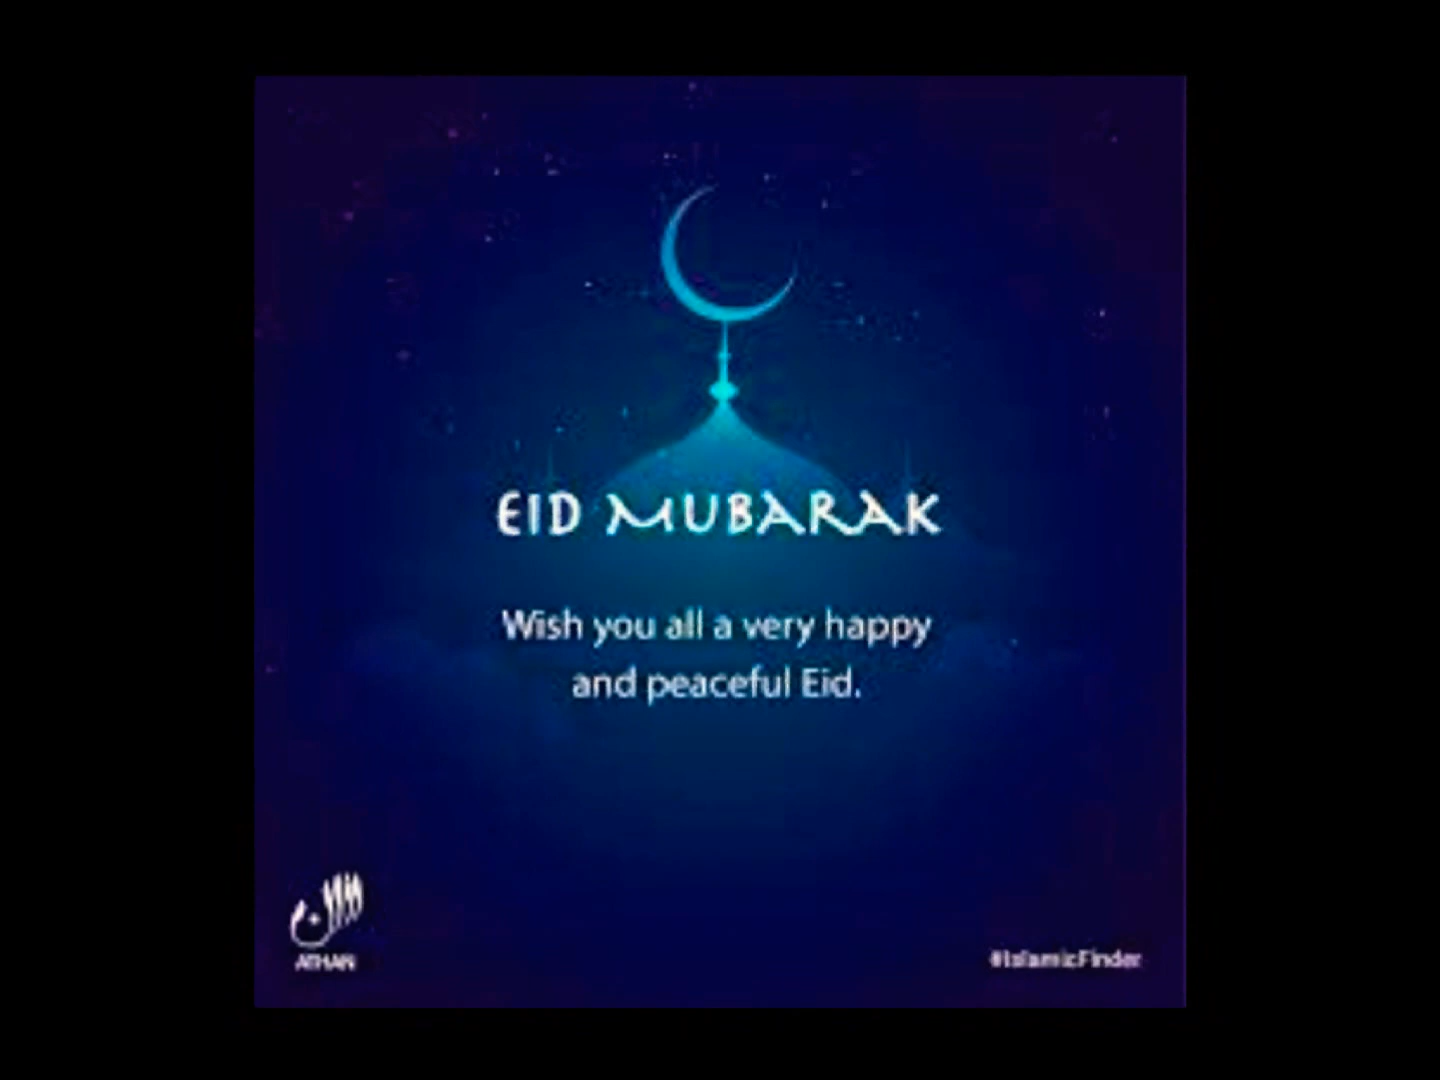 EID MUBARAK
Wish you all a very happy
and peaceful Eid.
ATHAN
#IslamicFinder